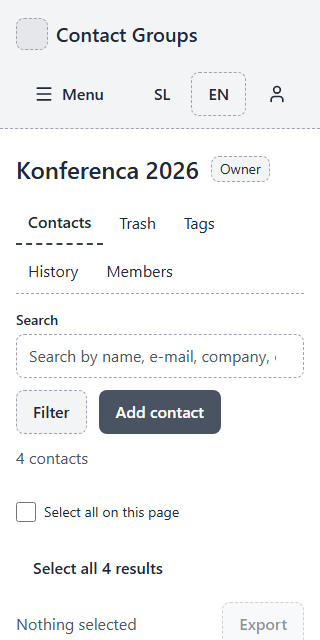 Contact Groups
Menu SL EN
Konferenca 2026 Owner
Contacts Trash Tags
History Members
Search
Search by name, e-mail, company,
Filter Add contact
4 contacts
Select all on this page
Select all 4 results
Nothing selected Export